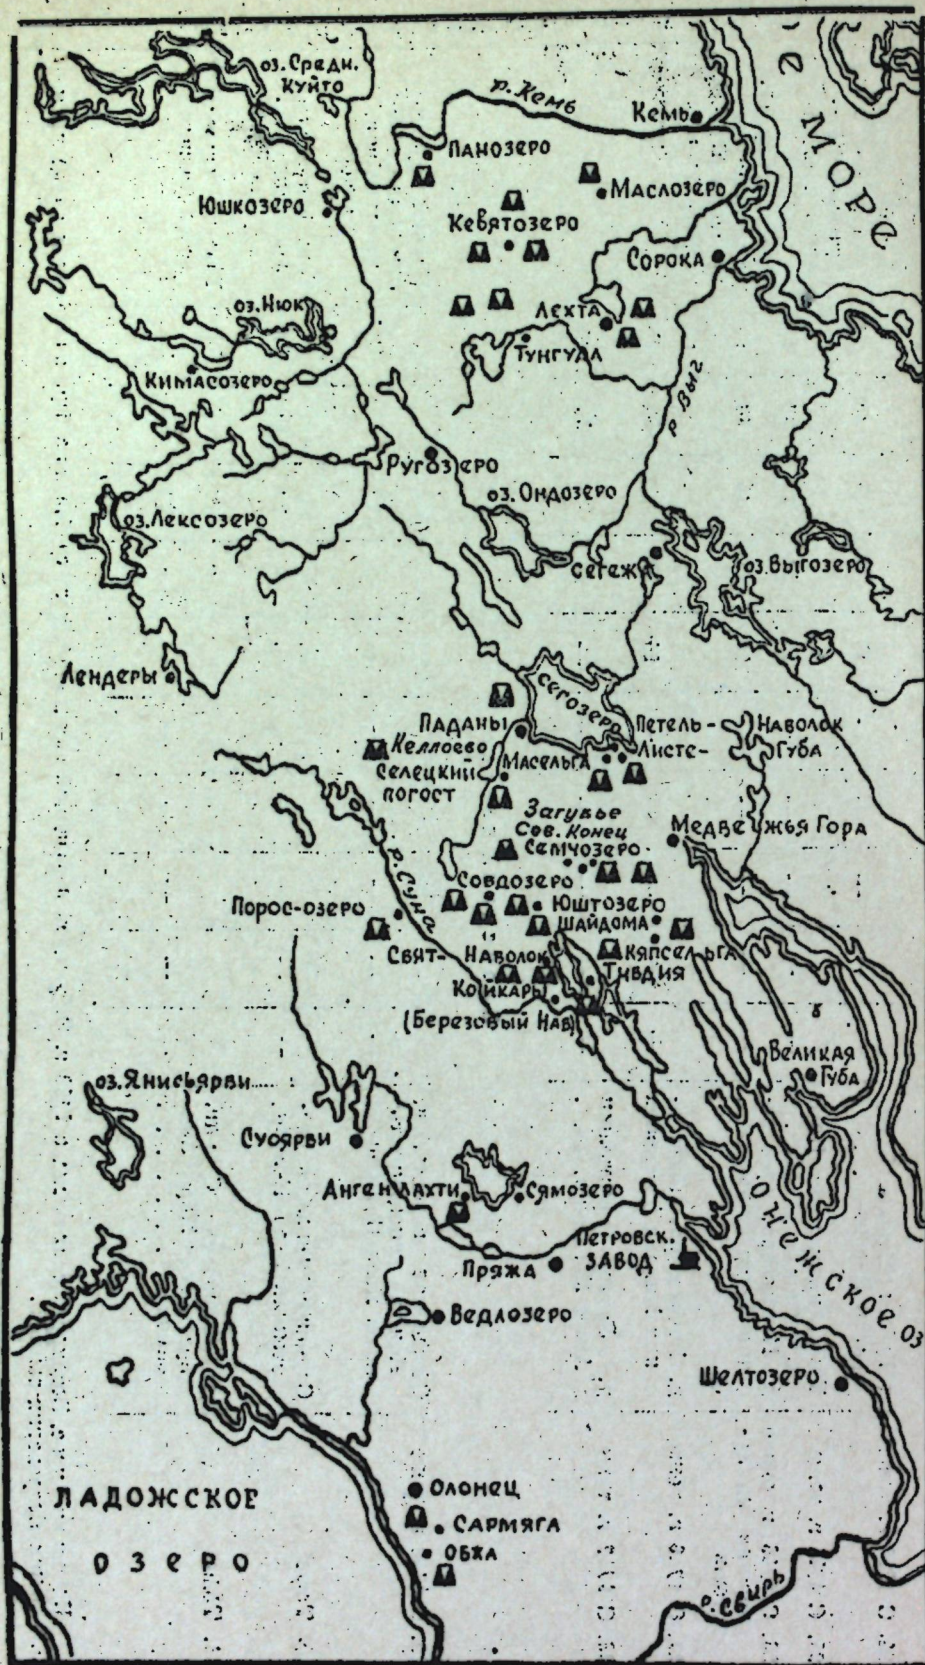 оз. Средн.
КУЙТО
р. Кемь
Кемь
е
МОРЕ
ПАНОЗЕРО
Маслозеро
Юшкозеро
Кевятозеро
Сорока
оз. Нюк
Лехта
Тунгуда
Кимасозеро
р. Выг
Ругозеро
оз. Ондозеро
оз. Лексозеро
Сегежа
оз. Выгозеро
Лендеры
Сегозеро
Паданы
Петель-
Наволок
Келлоево
Масельга
Листе-
Губа
Селецкий
погост
Загубье
Сов. Конец
Медвежья Гора
Семчозеро
р. Суна
Совдозеро
Порос-озеро
Юштозеро
Шайдома
Свят-
Наволок
Кяпсельга
Тивдия
Койкары
(Березовый Нав)
Великая
Губа
оз. Янисьярви
Суоярви
Ангенлахти
Сямозеро
Онежское оз
Петровск.
ЗАВОД
Пряжа
Ведлозеро
Шелтозеро
Олонец
ЛАДОЖСКОЕ
Сармяга
ОЗЕРО
Обжа
р. Свирь